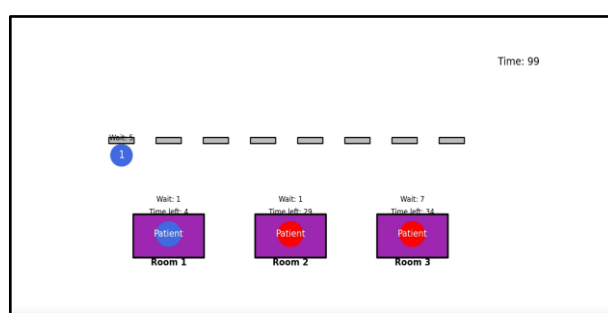 Time: 99
Wait: 5
1
Wait: 1
Time left: 4
Patient
Room 1
Wait: 1
Time left: 29
Patient
Room 2
Wait: 7
Time left: 34
Patient
Room 3